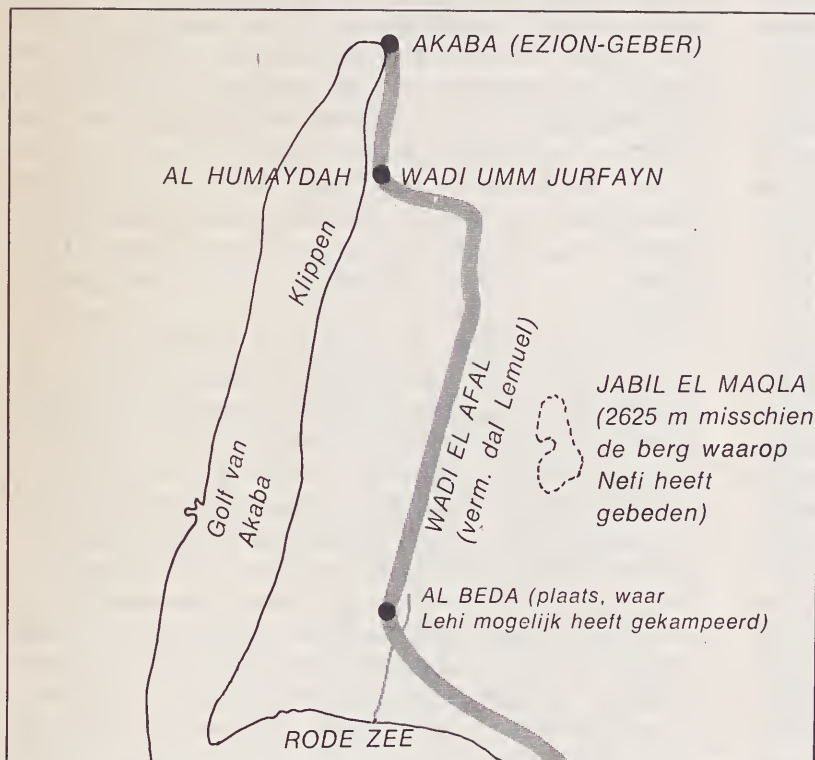 AKABA (EZION-GEBER)
AL HUMAYDAH
WADI UMM JURFAYN
Klippen
JABIL EL MAQLA
(2625 m misschien
de berg waarop
Nefi heeft
gebeden)
WADI EL AFAL
(verm. dal Lemuel)
Golf van
Akaba
AL BEDA (plaats, waar
Lehi mogelijk heeft gekampeerd)
RODE ZEE